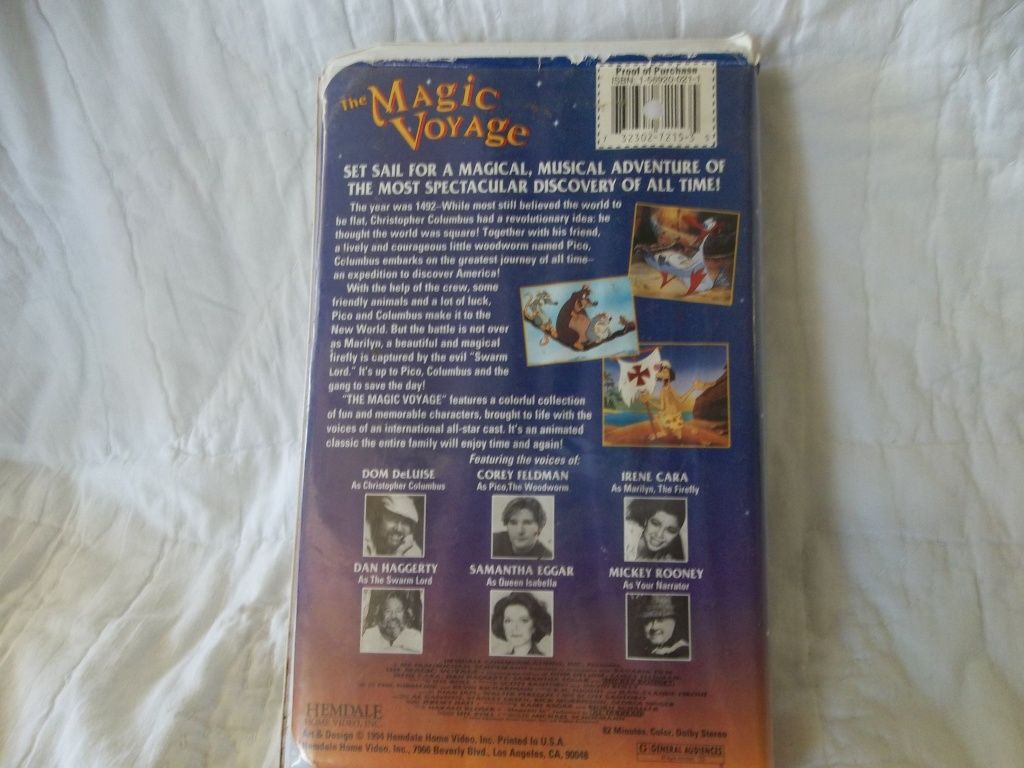 The MAGIC VOYAGE
Proof of Purchase
ISBN 1-56920-021-1
7 32302-7215-3 5
SET SAIL FOR A MAGICAL, MUSICAL ADVENTURE OF
THE MOST SPECTACULAR DISCOVERY OF ALL TIME!
The year was 1492–While most still believed the world to
be flat, Christopher Columbus had a revolutionary idea: he
thought the world was square! Together with his friend,
a lively and courageous little woodworm named Pico,
Columbus embarks on the greatest journey of all time–
an expedition to discover America!
With the help of the crew, some
friendly animals and a lot of luck,
Pico and Columbus make it to the
New World. But the battle is not over
as Marilyn, a beautiful and magical
firefly is captured by the evil "Swarm
Lord." It's up to Pico, Columbus and the
gang to save the day!
"THE MAGIC VOYAGE" features a colorful collection
of fun and memorable characters, brought to life with the
voices of an international all-star cast. It's an animated
classic the entire family will enjoy time and again!
Featuring the voices of:
DOM DeLUISE
As Christopher Columbus
COREY FELDMAN
As Pico, The Woodworm
IRENE CARA
As Marilyn, The Firefly
DAN HAGGERTY
As The Swarm Lord
SAMANTHA EGGAR
As Queen Isabella
MICKEY ROONEY
As Your Narrator
HEMDALE
HOME VIDEO, INC.
Art & Design © 1994 Hemdale Home Video, Inc. Printed in U.S.A.
Hemdale Home Video, Inc., 7966 Beverly Blvd., Los Angeles, CA, 90048
82 Minutes, Color, Dolby Stereo
G GENERAL AUDIENCES